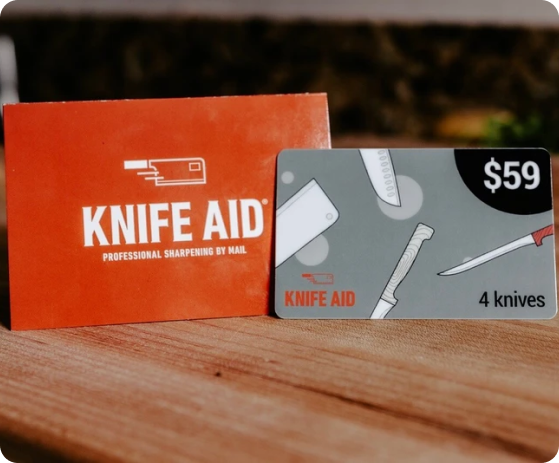 KNIFE AID®
PROFESSIONAL SHARPENING BY MAIL
$59
KNIFE AID
4 knives